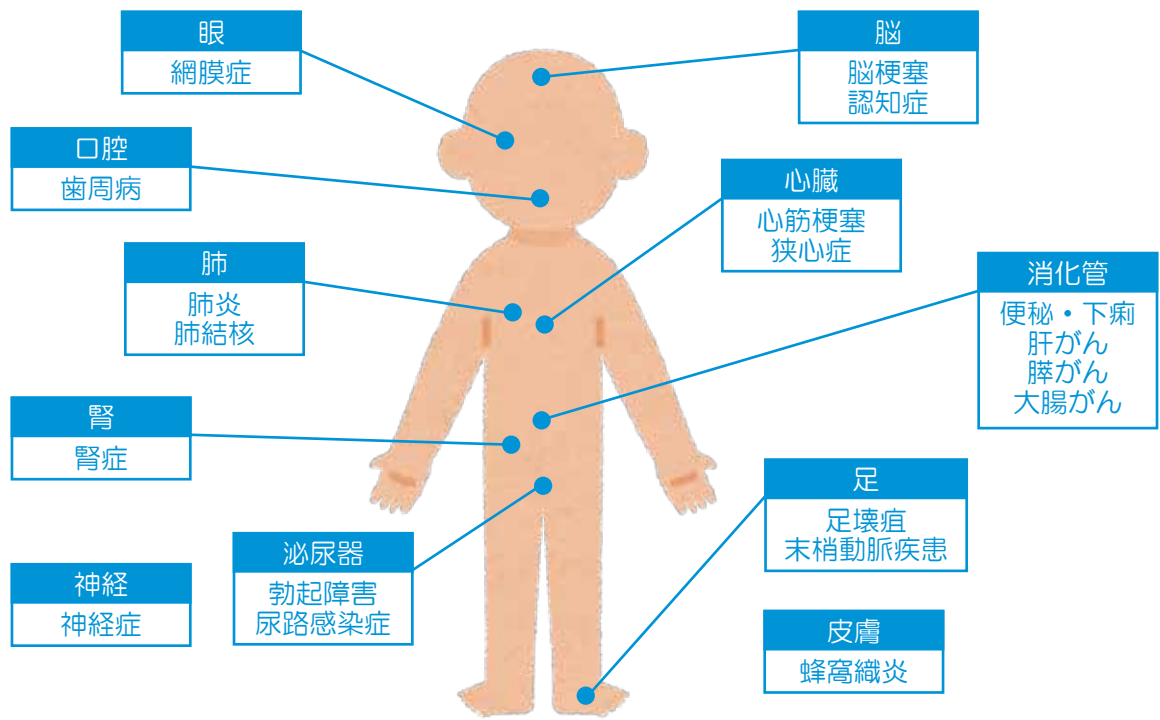 眼
網膜症
脳
脳梗塞
認知症
口腔
歯周病
心臓
心筋梗塞
狭心症
肺
肺炎
肺結核
消化管
便秘・下痢
肝がん
膵がん
大腸がん
腎
腎症
足
足壊疽
末梢動脈疾患
泌尿器
勃起障害
尿路感染症
神経
神経症
皮膚
蜂窩織炎